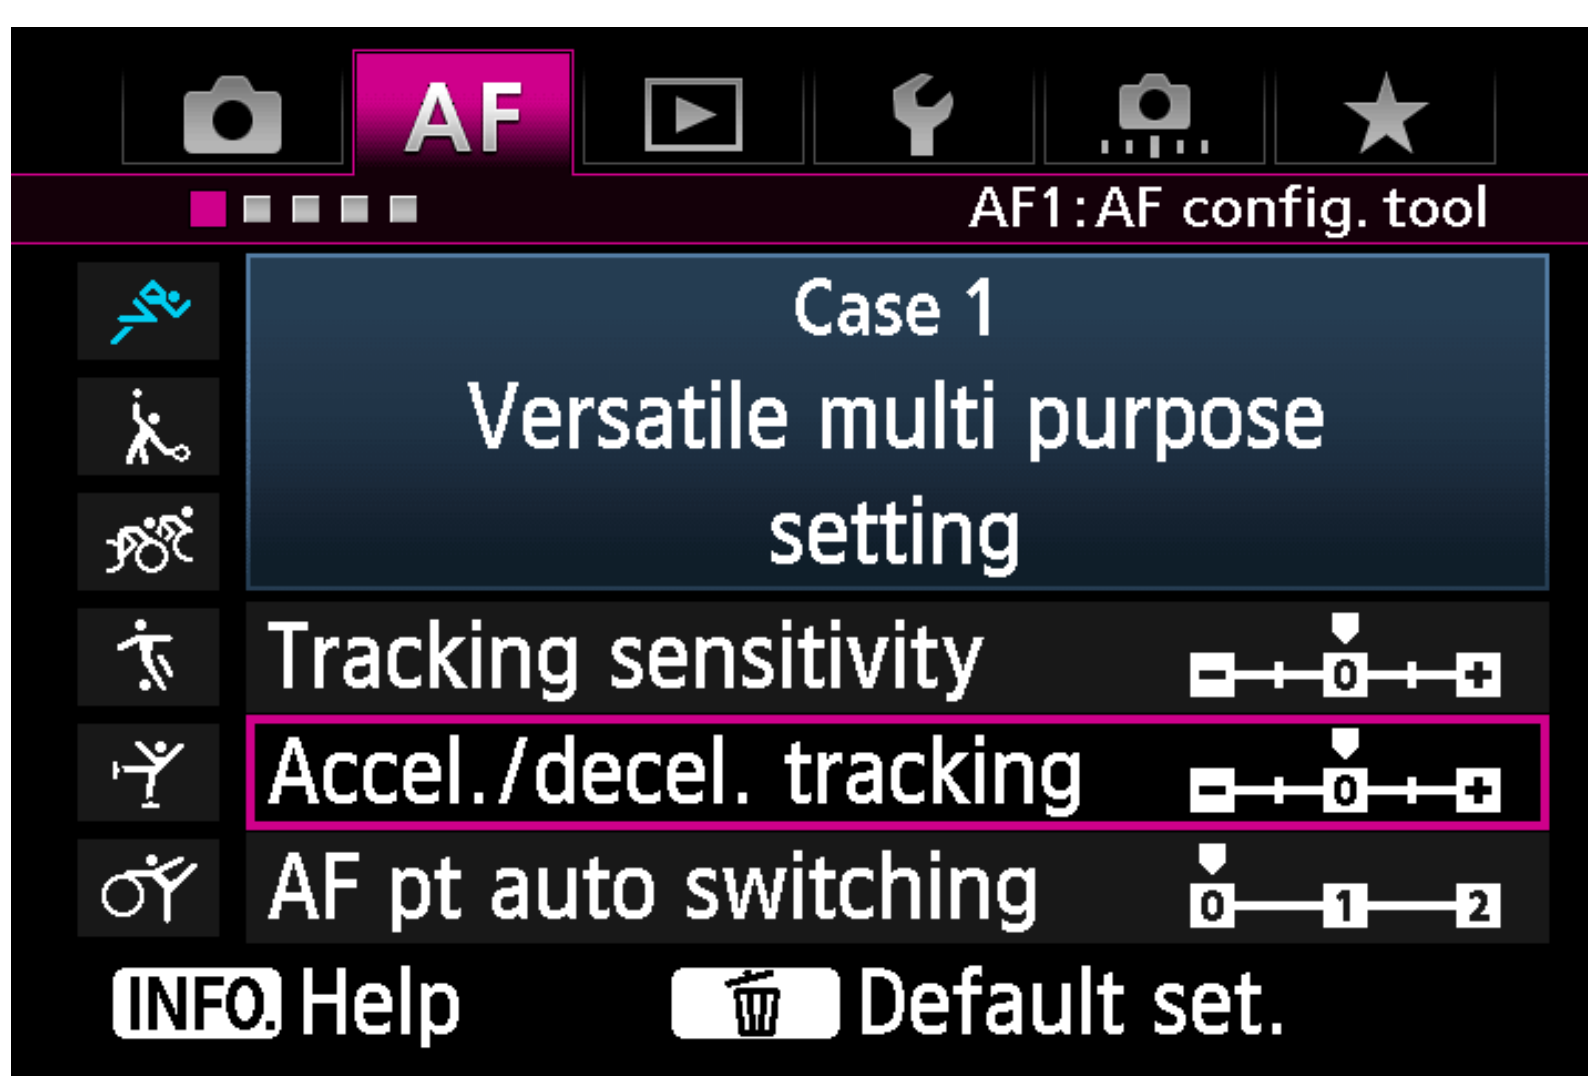 AF
AF1:AF config. tool
Case 1
Versatile multi purpose
setting
Tracking sensitivity
- 0 +
Accel./decel. tracking
- 0 +
AF pt auto switching
0 1 2
INFO. Help
Default set.